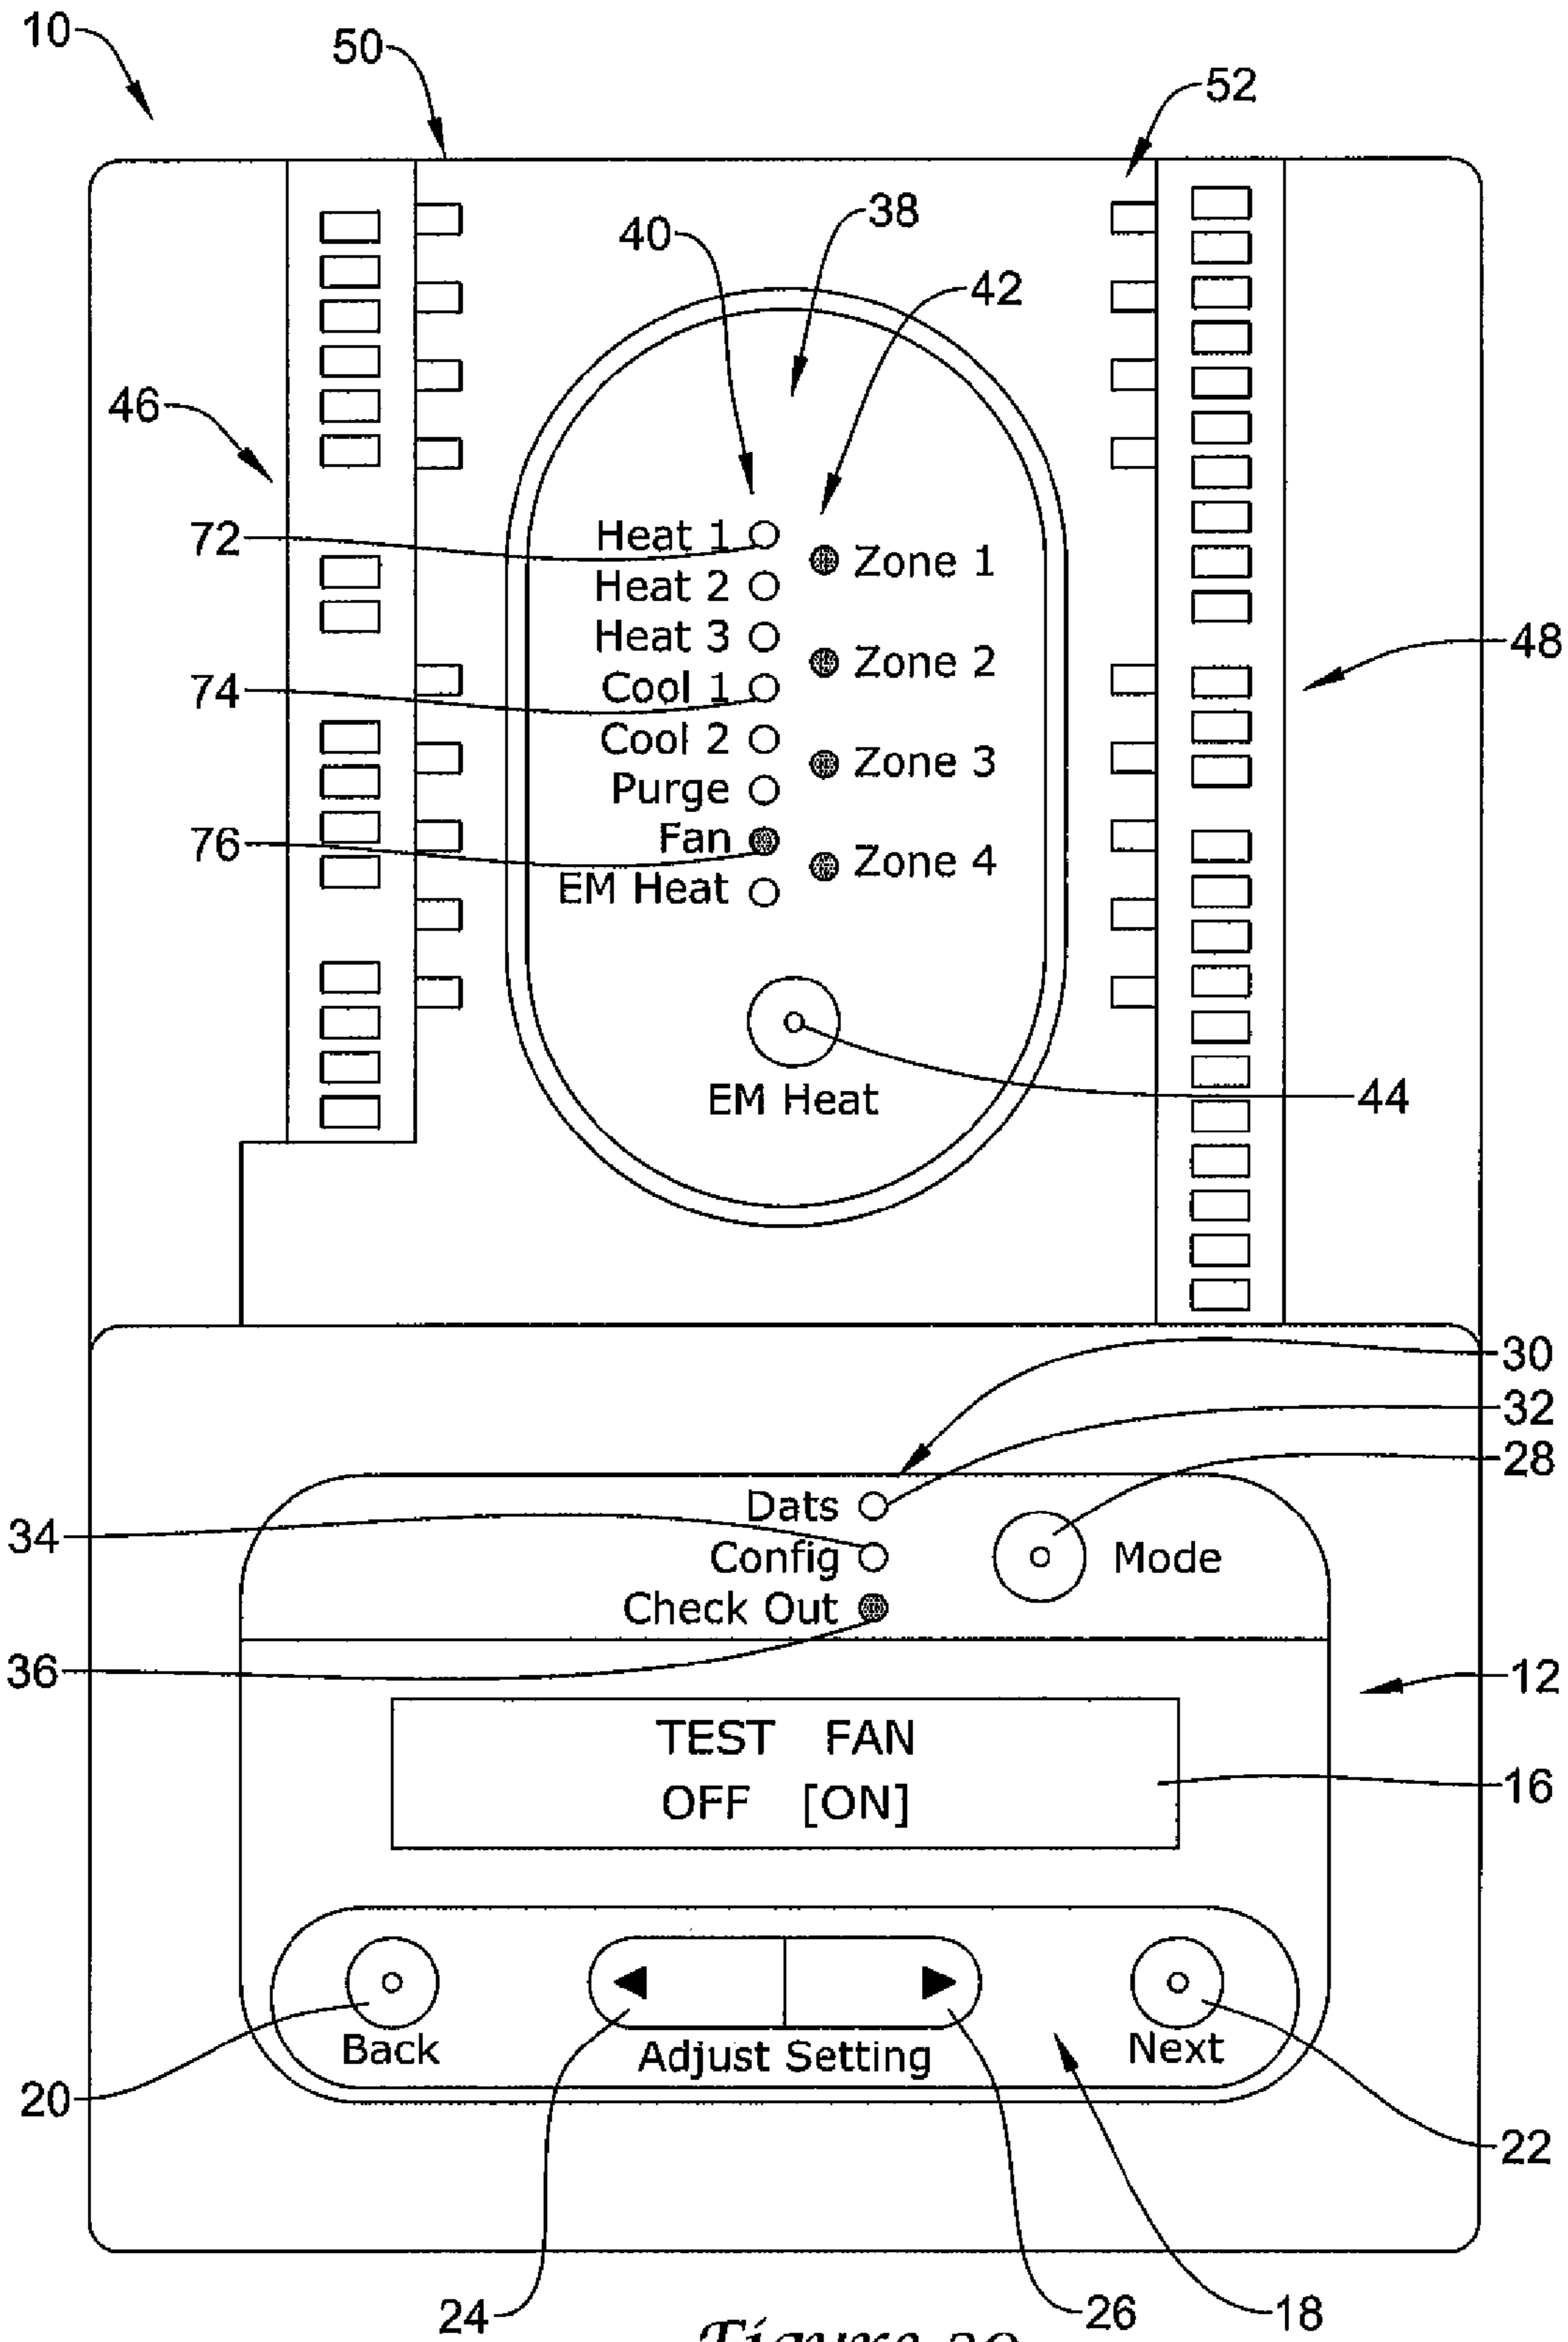 10
50
52
40
38
42
46
72
Heat 1
Zone 1
Heat 2
Heat 3
Zone 2
48
74
Cool 1
Cool 2
Zone 3
Purge
76
Fan
Zone 4
EM Heat
EM Heat
44
30
32
28
Dats
34
Config
Mode
Check Out
36
12
TEST FAN
OFF [ON]
16
Back
Adjust Setting
Next
20
22
24
26
18
Figure